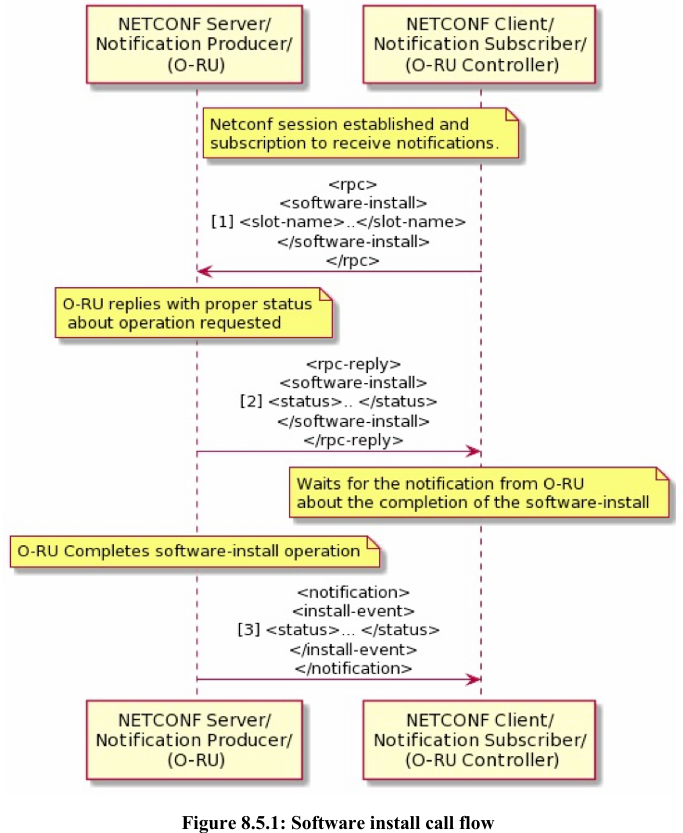 NETCONF Server/
Notification Producer/
(O-RU)
NETCONF Client/
Notification Subscriber/
(O-RU Controller)
Netconf session established and
subscription to receive notifications.
<rpc>
<software-install>
[1] <slot-name>..</slot-name>
</software-install>
</rpc>
O-RU replies with proper status
about operation requested
<rpc-reply>
<software-install>
[2] <status>.. </status>
</software-install>
</rpc-reply>
Waits for the notification from O-RU
about the completion of the software-install
O-RU Completes software-install operation
<notification>
<install-event>
[3] <status>... </status>
</install-event>
</notification>
NETCONF Server/
Notification Producer/
(O-RU)
NETCONF Client/
Notification Subscriber/
(O-RU Controller)
Figure 8.5.1: Software install call flow